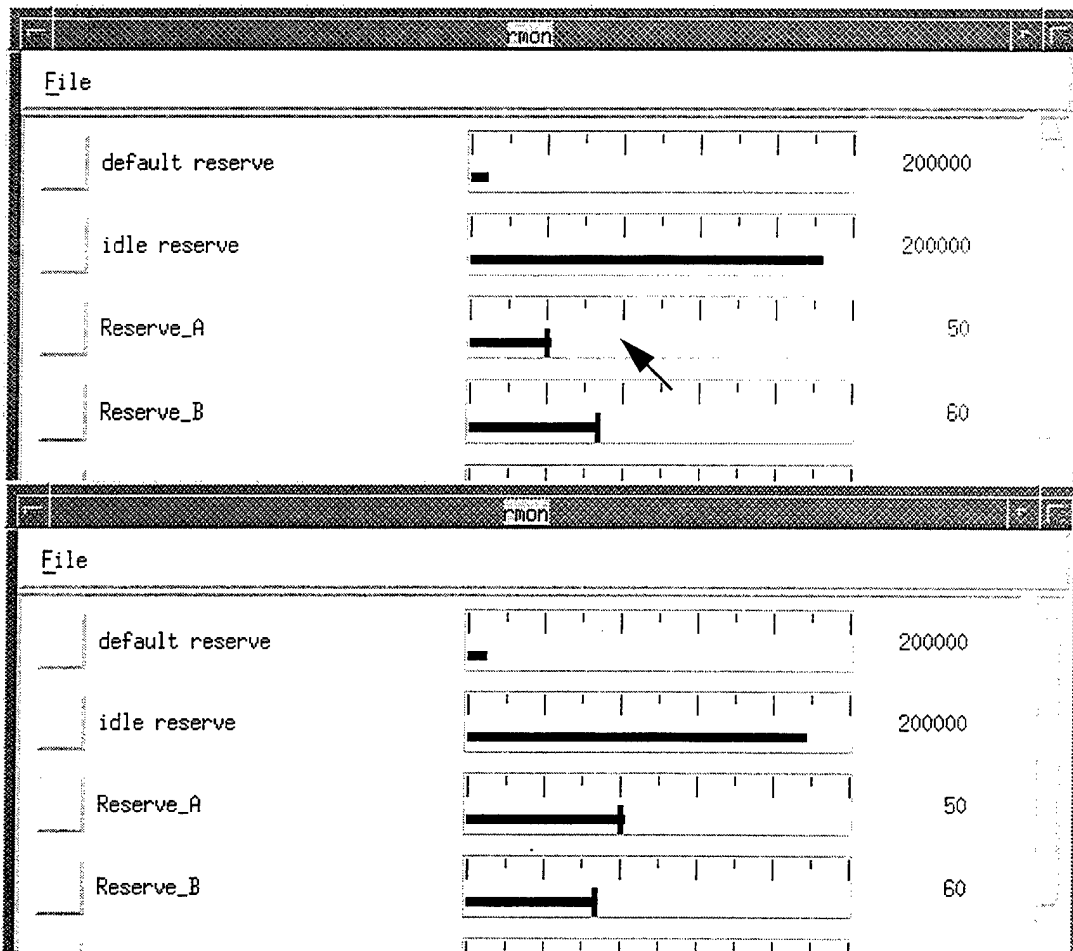 rmon
File
default reserve 200000
idle reserve 200000
Reserve_A 50
Reserve_B 60
rmon
File
default reserve 200000
idle reserve 200000
Reserve_A 50
Reserve_B 60